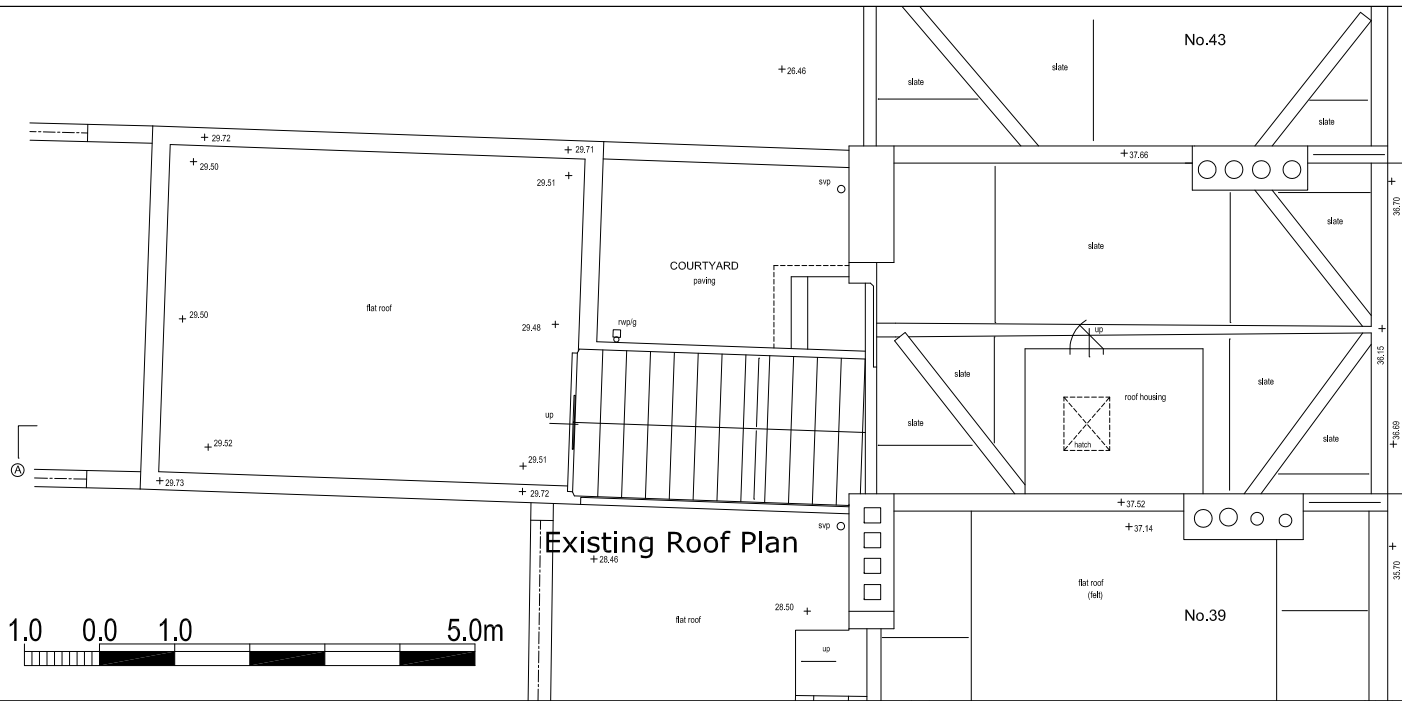 No.43
slate
slate
26.46
slate
29.72
29.71
37.66
29.50
29.51
svp
36.70
slate
slate
COURTYARD
paving
flat roof
29.50
29.48
rwp/g
up
36.15
slate
slate
roof housing
up
slate
slate
hatch
29.52
36.69
A
29.51
29.73
29.72
37.52
svp
37.14
Existing Roof Plan
28.46
35.70
flat roof
(felt)
28.50
No.39
flat roof
1.0 0.0 1.0 5.0m
up